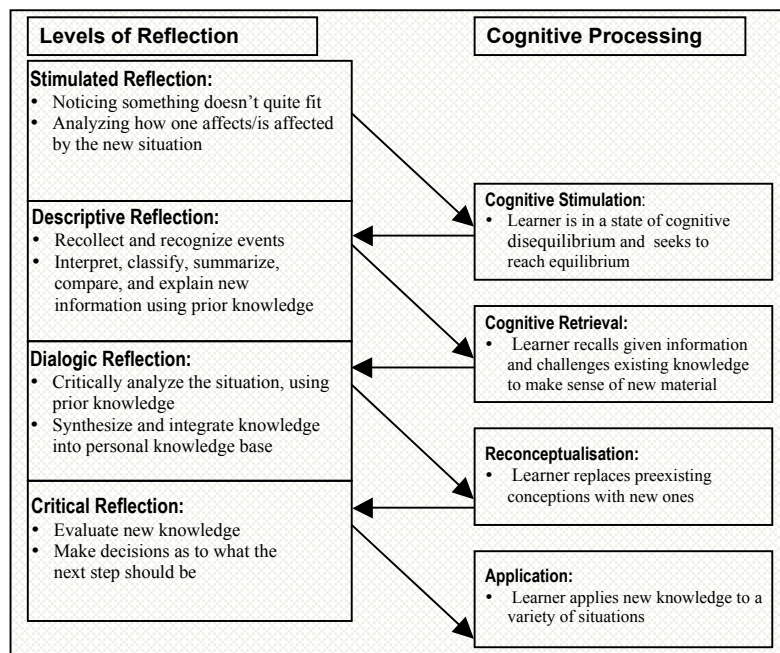 Levels of Reflection
Stimulated Reflection:
• Noticing something doesn't quite fit
• Analyzing how one affects/is affected
by the new situation
Descriptive Reflection:
• Recollect and recognize events
• Interpret, classify, summarize,
compare, and explain new
information using prior knowledge
Dialogic Reflection:
• Critically analyze the situation, using
prior knowledge
• Synthesize and integrate knowledge
into personal knowledge base
Critical Reflection:
• Evaluate new knowledge
• Make decisions as to what the
next step should be
Cognitive Processing
Cognitive Stimulation:
• Learner is in a state of cognitive
disequilibrium and seeks to
reach equilibrium
Cognitive Retrieval:
• Learner recalls given information
and challenges existing knowledge
to make sense of new material
Reconceptualisation:
• Learner replaces preexisting
conceptions with new ones
Application:
• Learner applies new knowledge to a
variety of situations